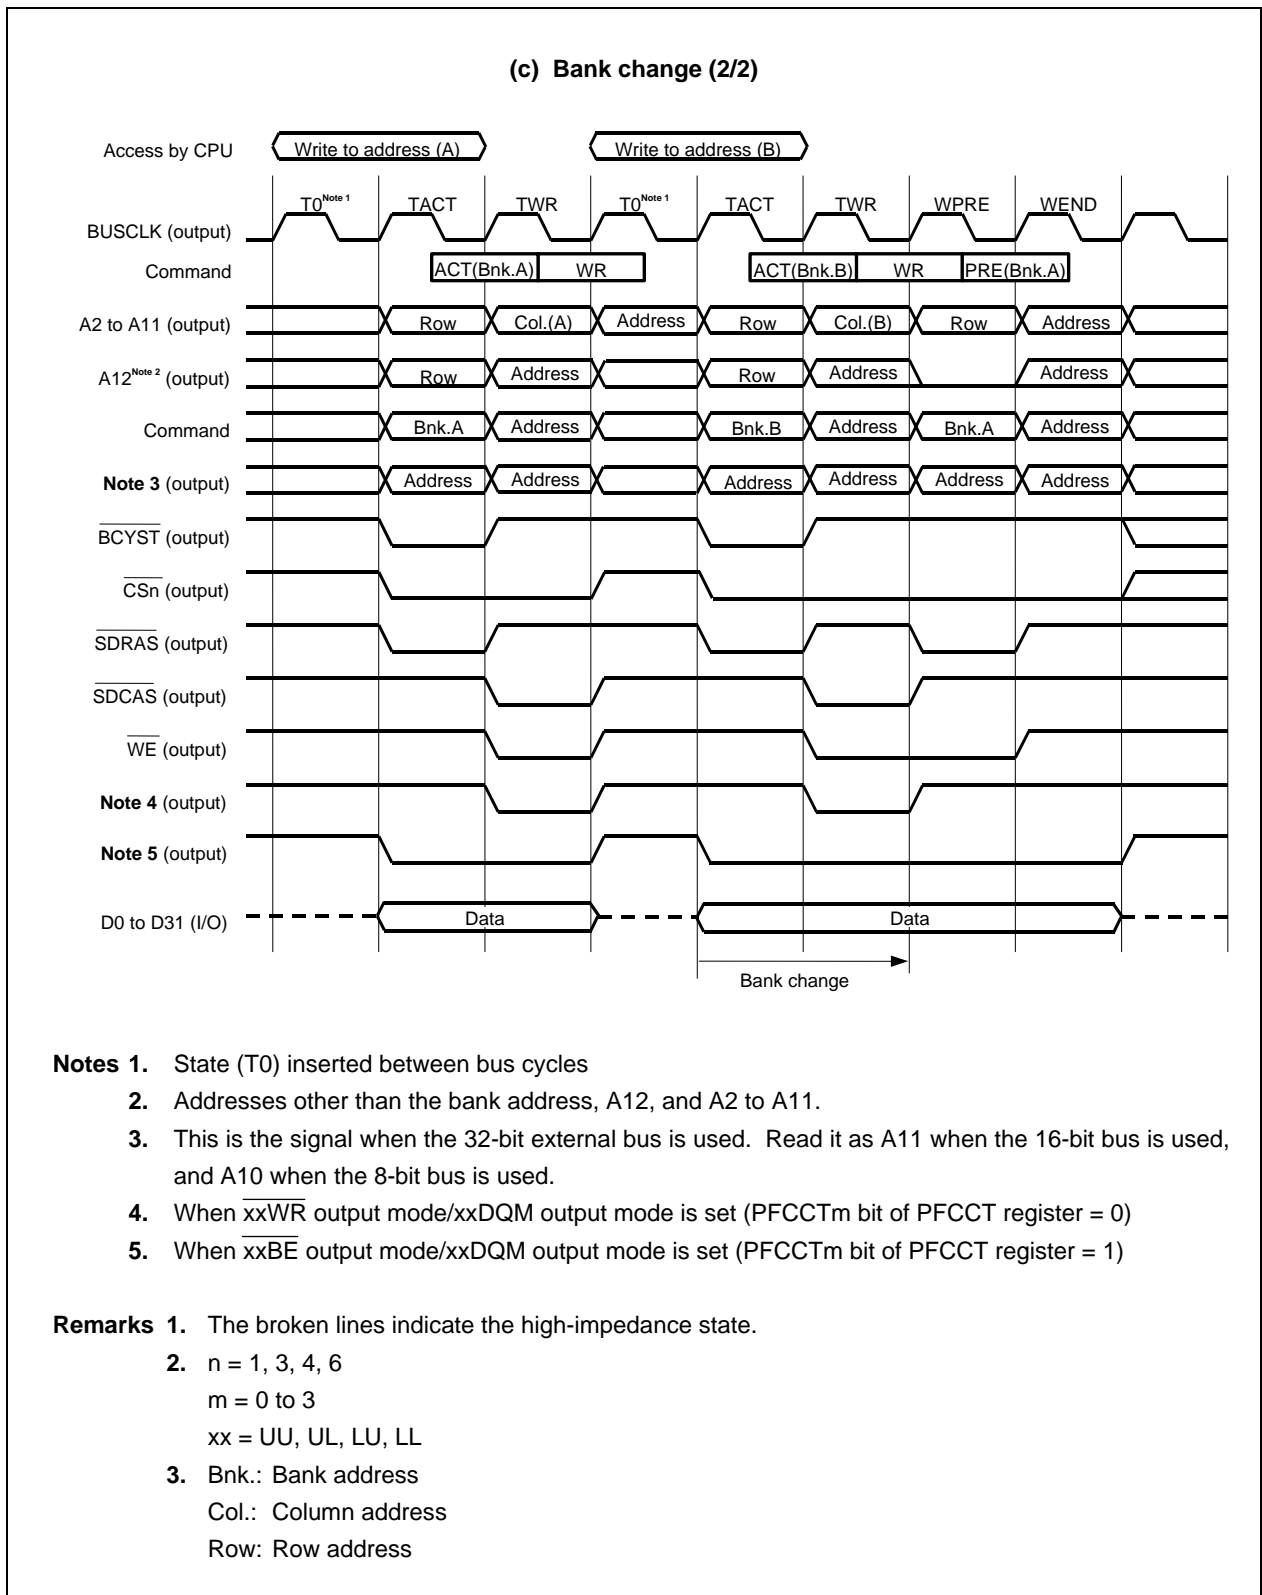 (c) Bank change (2/2)
Access by CPU Write to address (A) Write to address (B)
T0Note 1 TACT TWR T0Note 1 TACT TWR WPRE WEND
BUSCLK (output)
Command ACT(Bnk.A) WR ACT(Bnk.B) WR PRE(Bnk.A)
A2 to A11 (output) Row Col.(A) Address Row Col.(B) Row Address
A12Note 2 (output) Row Address Row Address Address
Command Bnk.A Address Bnk.B Address Bnk.A Address
Note 3 (output) Address Address Address Address Address Address
BCYST (output)
CSn (output)
SDRAS (output)
SDCAS (output)
WE (output)
Note 4 (output)
Note 5 (output)
D0 to D31 (I/O) Data Data
Bank change
Notes 1. State (T0) inserted between bus cycles
2. Addresses other than the bank address, A12, and A2 to A11.
3. This is the signal when the 32-bit external bus is used. Read it as A11 when the 16-bit bus is used,
and A10 when the 8-bit bus is used.
4. When xxWR output mode/xxDQM output mode is set (PFCCTm bit of PFCCT register = 0)
5. When xxBE output mode/xxDQM output mode is set (PFCCTm bit of PFCCT register = 1)
Remarks 1. The broken lines indicate the high-impedance state.
2. n = 1, 3, 4, 6
m = 0 to 3
xx = UU, UL, LU, LL
3. Bnk.: Bank address
Col.: Column address
Row: Row address